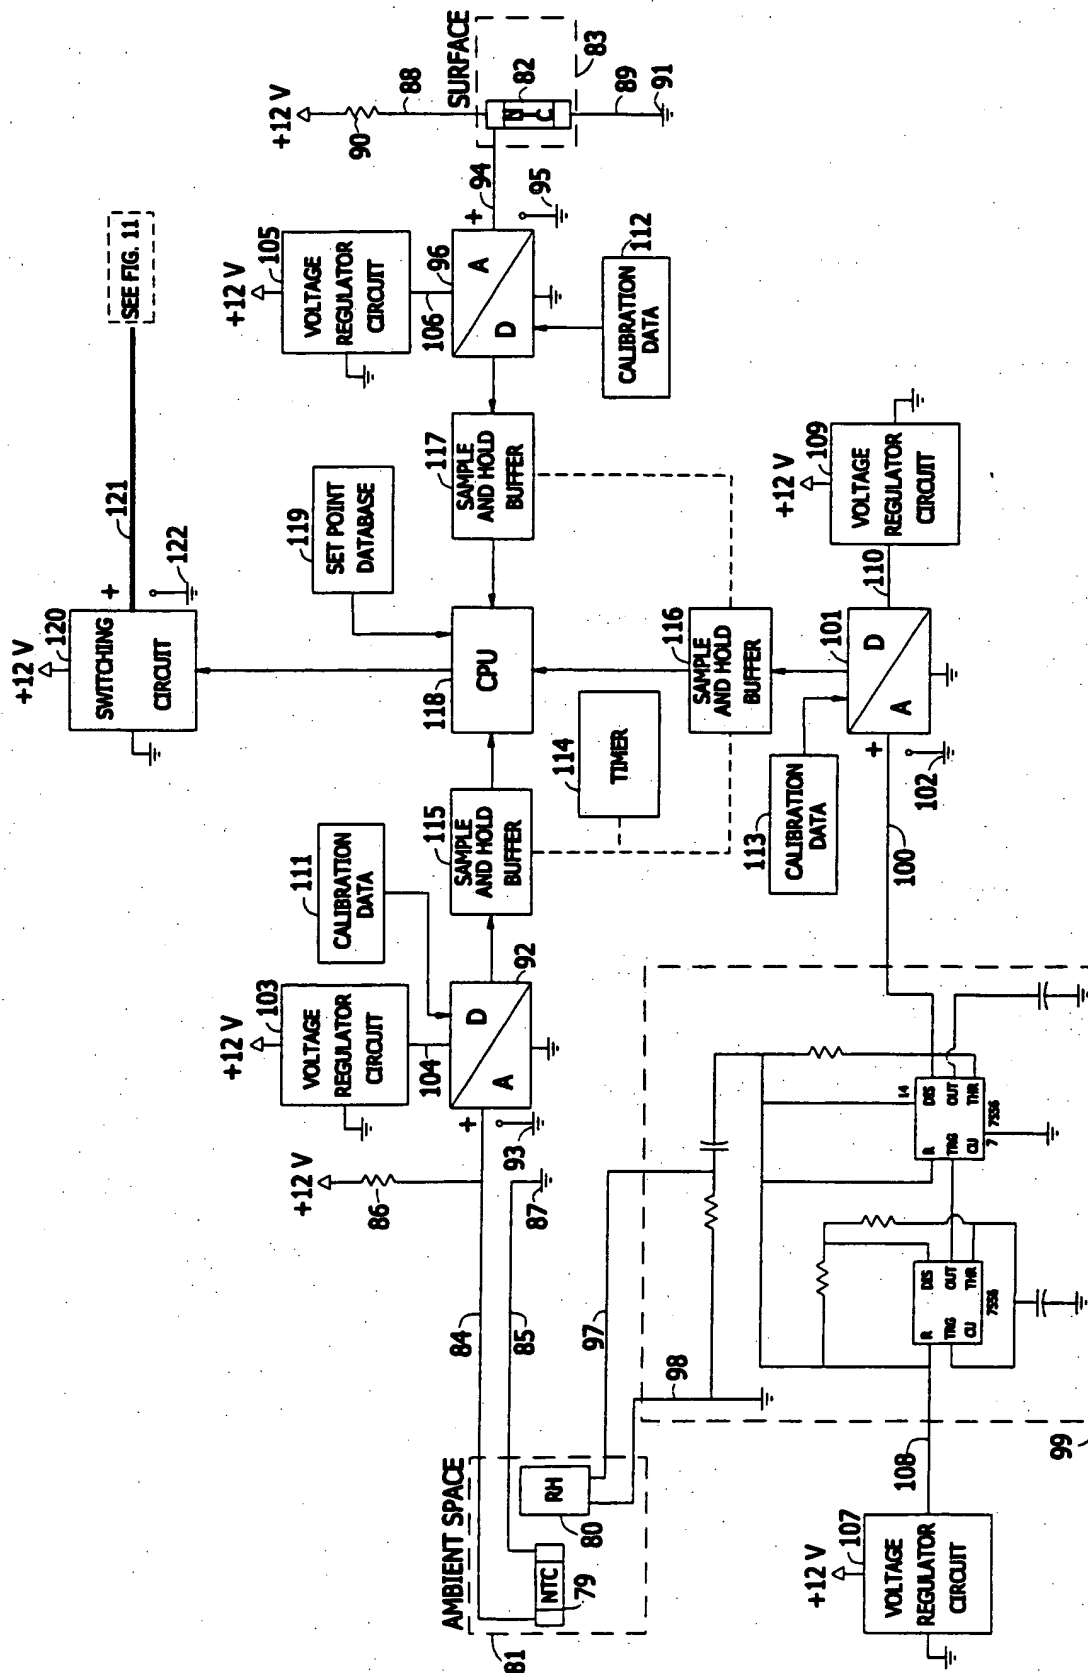 AMBIENT SPACE
81
NTC
79
RH
80
84
85
97
98
+12 V
86
87
+12 V
103
VOLTAGE
REGULATOR
CIRCUIT
104
A
D
92
+
93
111
CALIBRATION
DATA
115
SAMPLE
AND HOLD
BUFFER
114
TIMER
+12 V
120
SWITCHING
CIRCUIT
+
122
121
SEE FIG. 11
118
CPU
119
SET POINT
DATABASE
117
SAMPLE
AND HOLD
BUFFER
116
SAMPLE
AND HOLD
BUFFER
+12 V
105
VOLTAGE
REGULATOR
CIRCUIT
106
96
A
D
+
94
95
112
CALIBRATION
DATA
+12 V
90
88
SURFACE
82
83
89
91
+12 V
107
VOLTAGE
REGULATOR
CIRCUIT
108
99
R
DIS
TRG
OUT
CU
THR
7556
14
R
DIS
TRG
OUT
CU
THR
7
7556
100
113
CALIBRATION
DATA
+
102
A
D
101
110
+12 V
109
VOLTAGE
REGULATOR
CIRCUIT